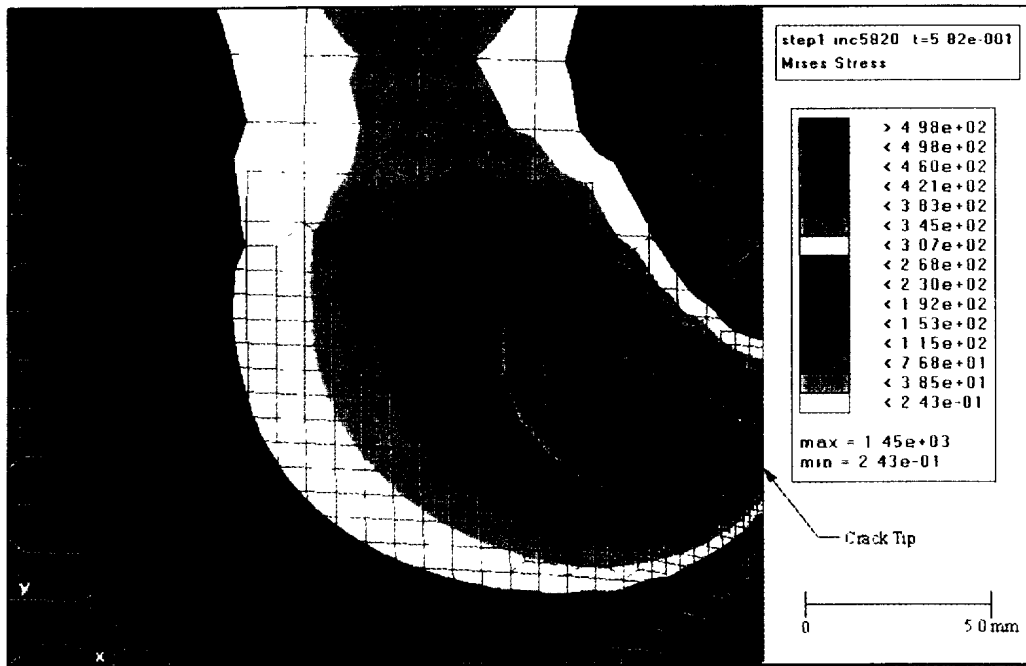 step1 inc5820 t=5 82e-001
Mises Stress
> 4 98e+02
< 4 98e+02
< 4 60e+02
< 4 21e+02
< 3 83e+02
< 3 45e+02
< 3 07e+02
< 2 68e+02
< 2 30e+02
< 1 92e+02
< 1 53e+02
< 1 15e+02
< 7 68e+01
< 3 85e+01
< 2 43e-01
max = 1 45e+03
min = 2 43e-01
Crack Tip
0 5 0 mm
y
x